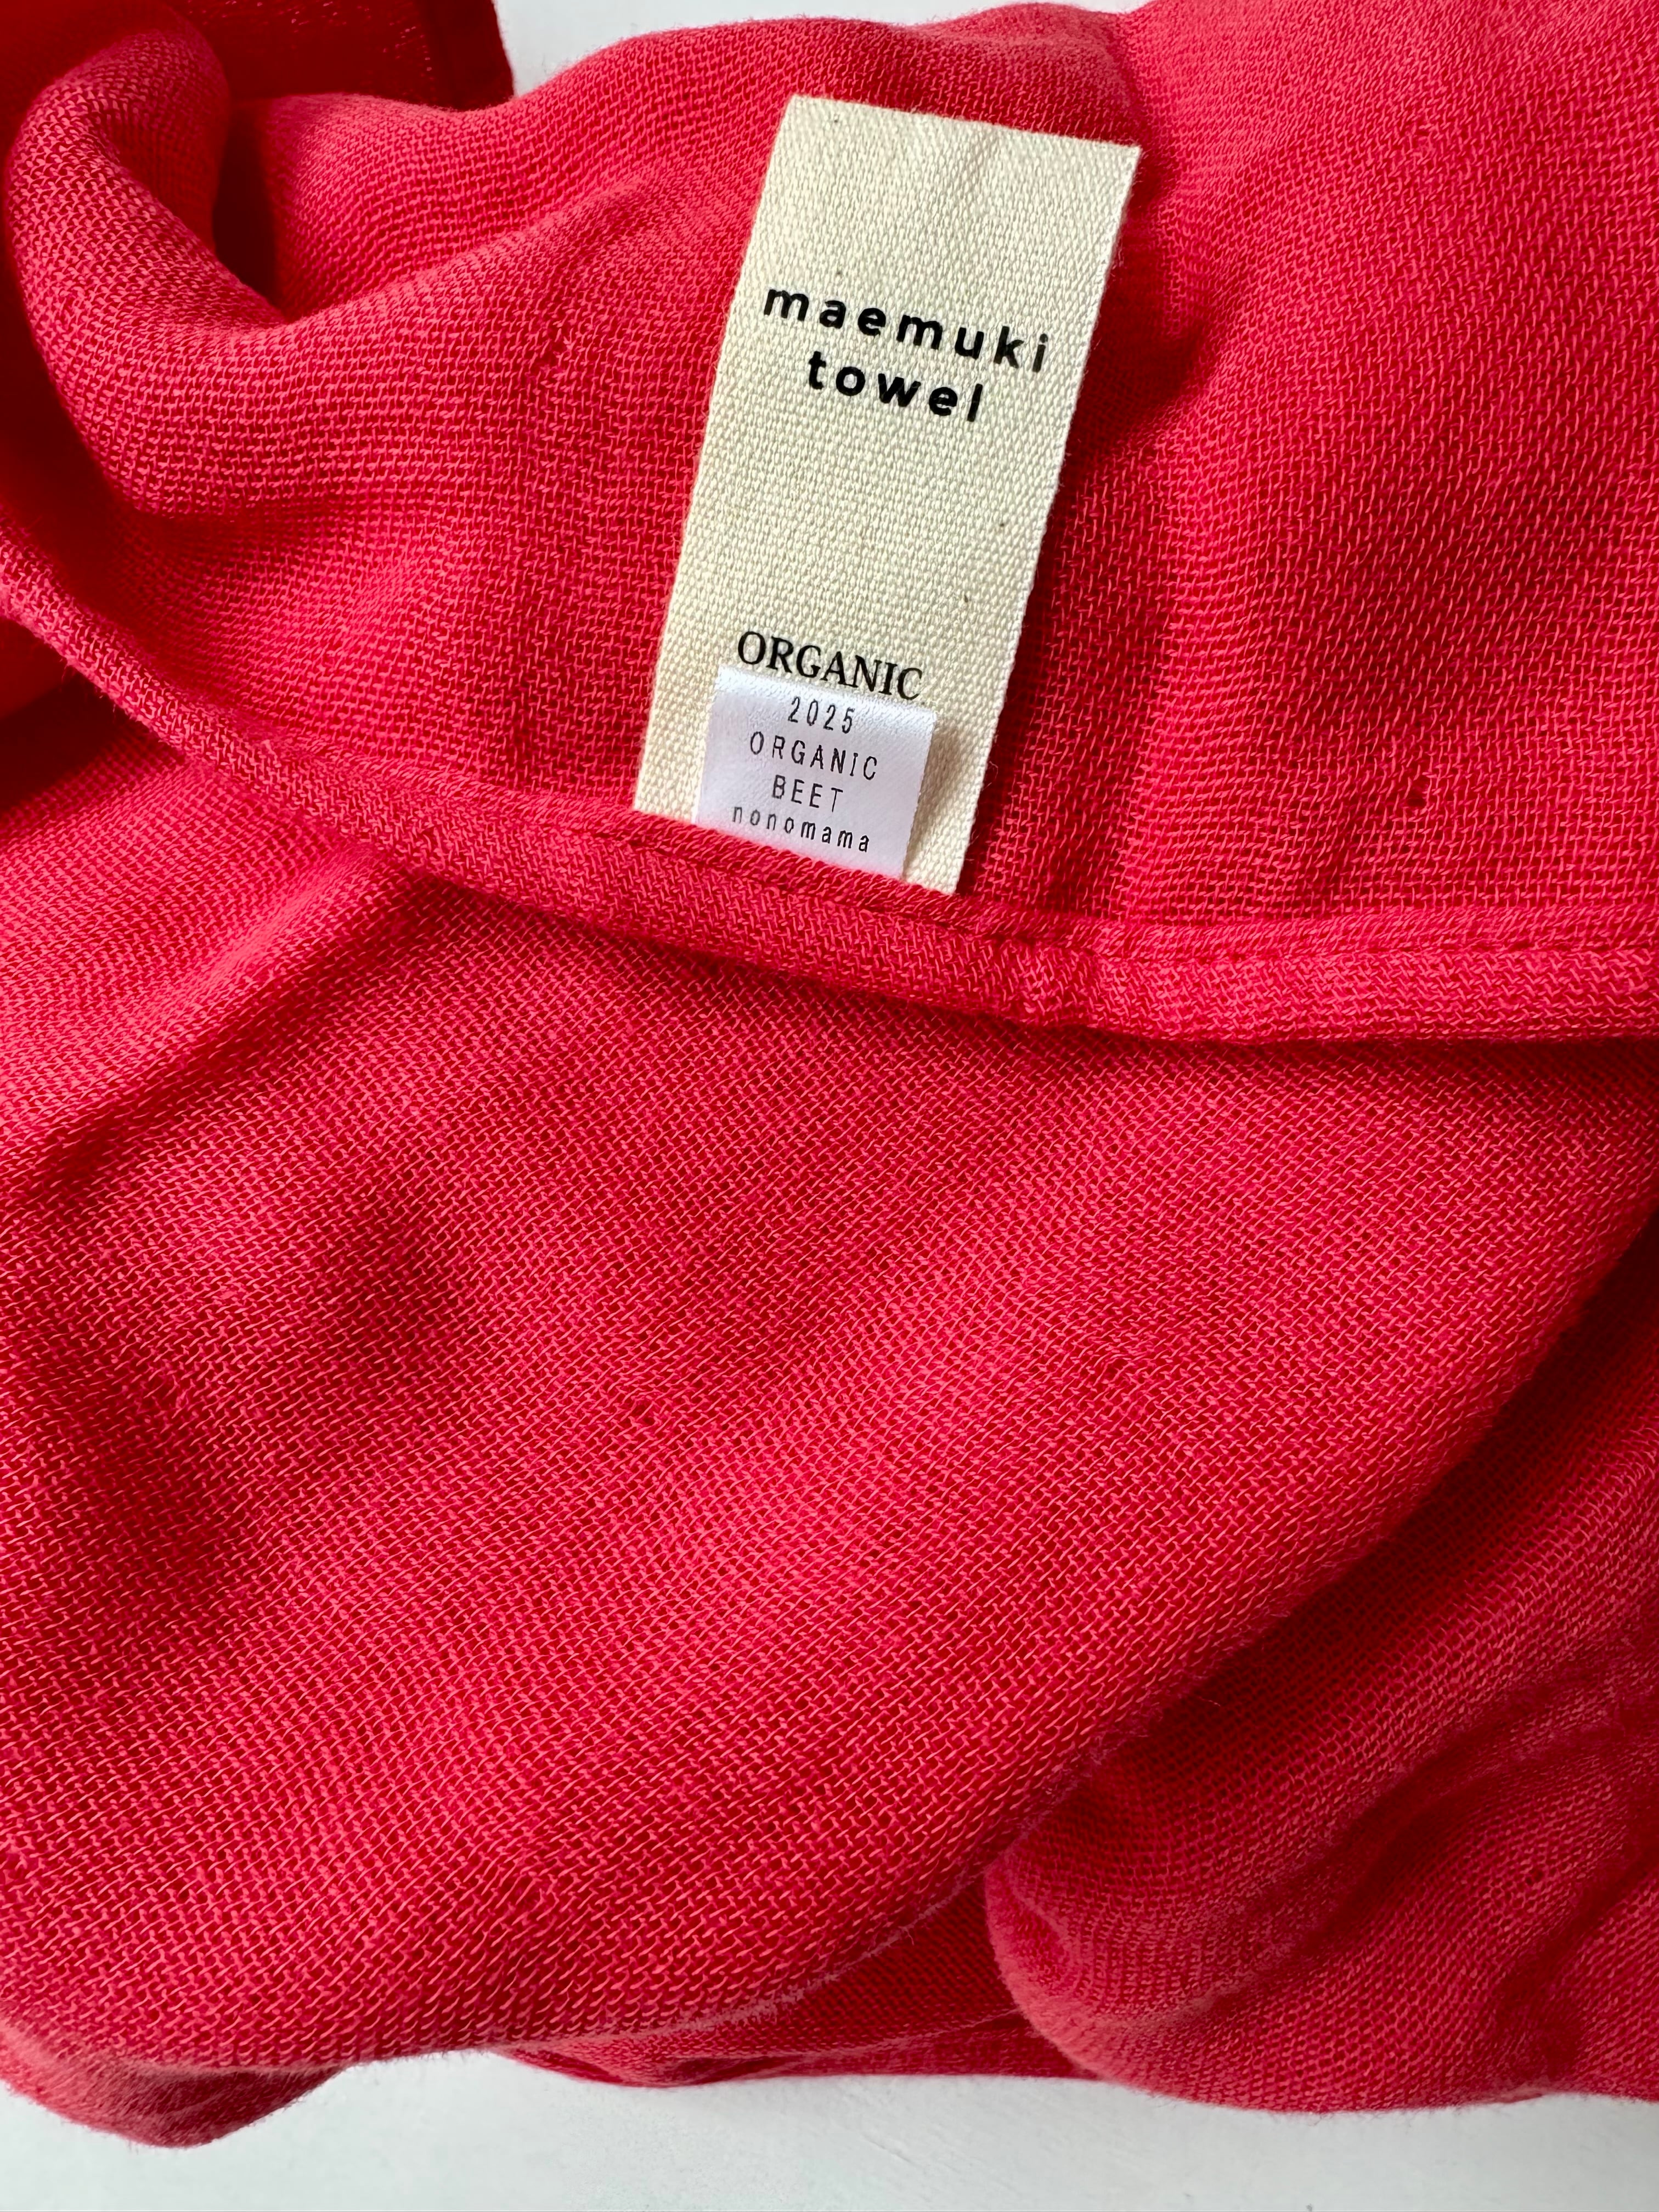 maemuki
towel
ORGANIC
2025
ORGANIC
BEET
nonomama